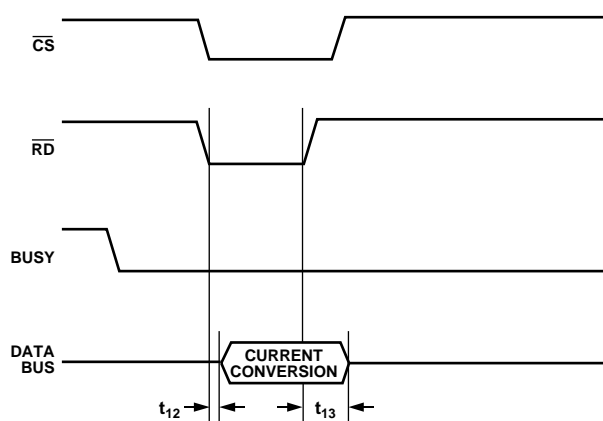 CS
RD
BUSY
DATA
BUS
CURRENT
CONVERSION
t12
t13